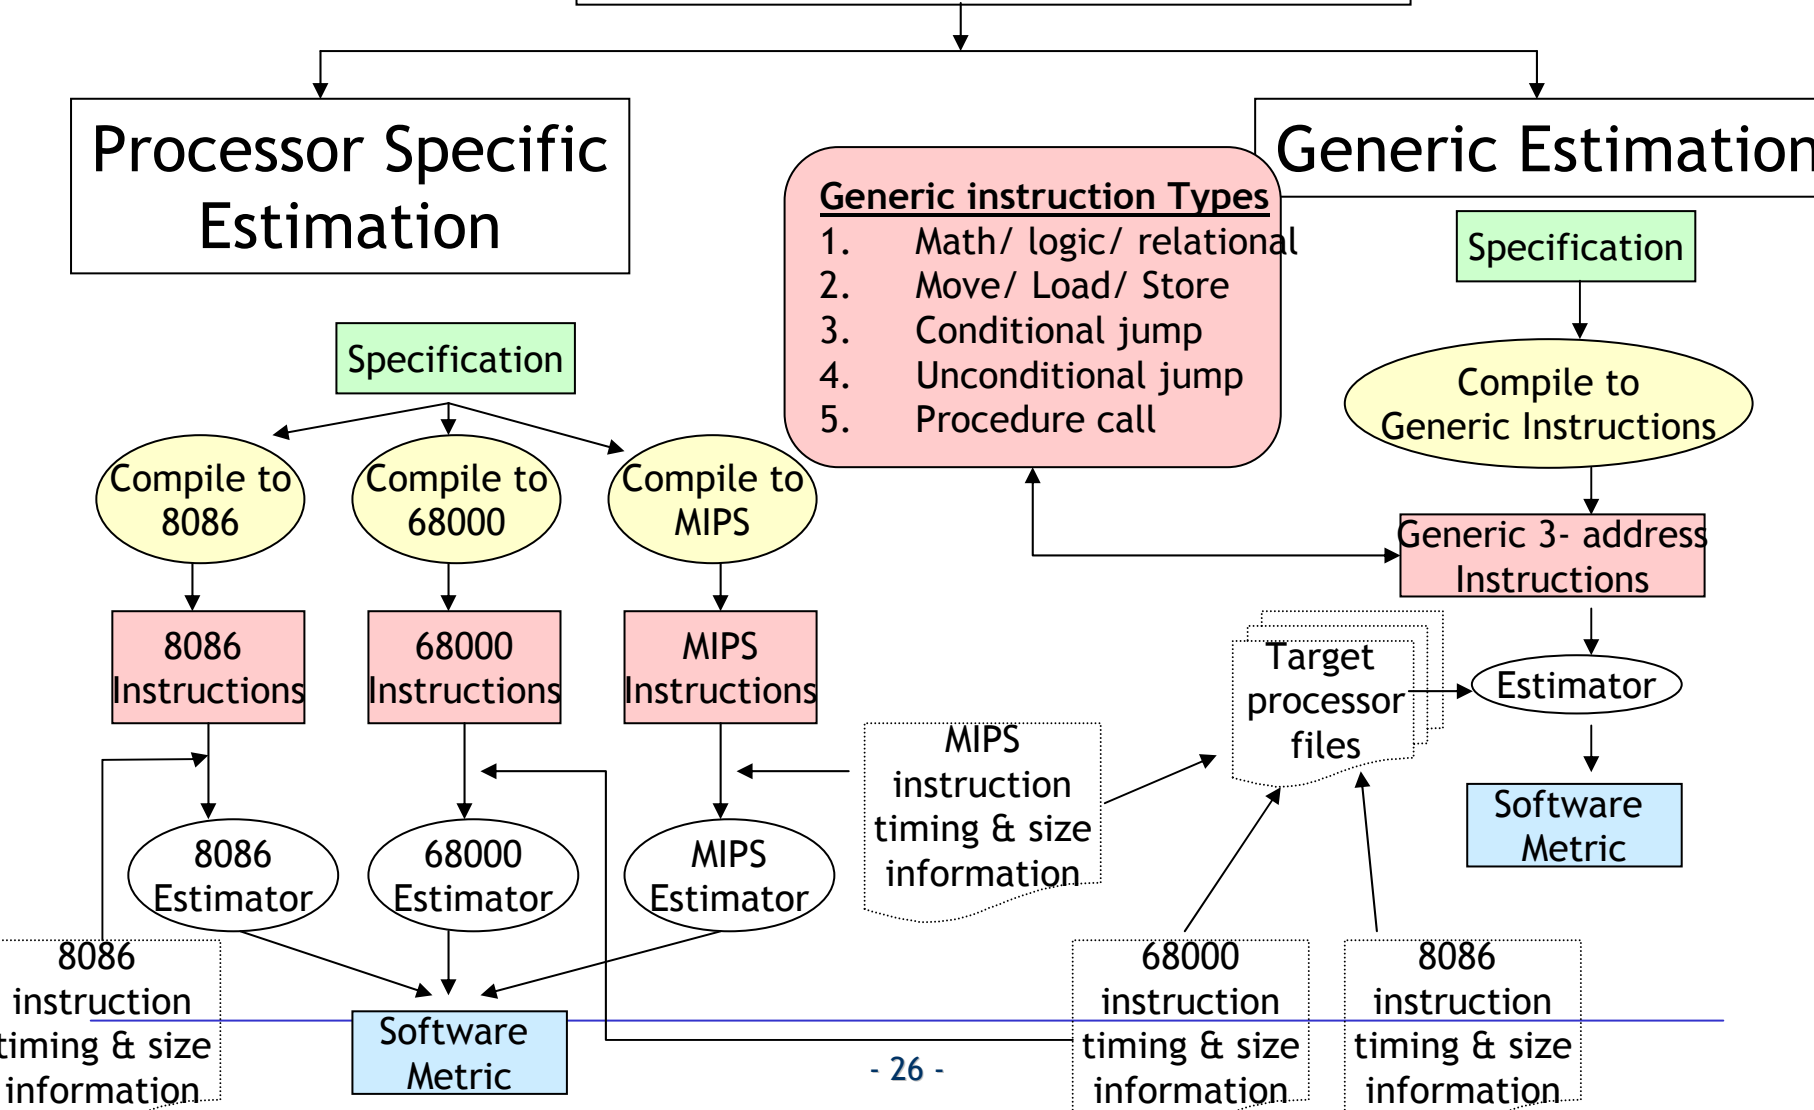 Processor Specific
Estimation
Generic Estimation
Generic instruction Types
1. Math/ logic/ relational
2. Move/ Load/ Store
3. Conditional jump
4. Unconditional jump
5. Procedure call
Specification
Compile to
Generic Instructions
Generic 3- address
Instructions
Target
processor
files
Estimator
Software
Metric
Specification
Compile to
8086
Compile to
68000
Compile to
MIPS
8086
Instructions
68000
Instructions
MIPS
Instructions
MIPS
instruction
timing & size
information
8086
Estimator
68000
Estimator
MIPS
Estimator
8086
instruction
timing & size
information
Software
Metric
68000
instruction
timing & size
information
8086
instruction
timing & size
information
- 26 -